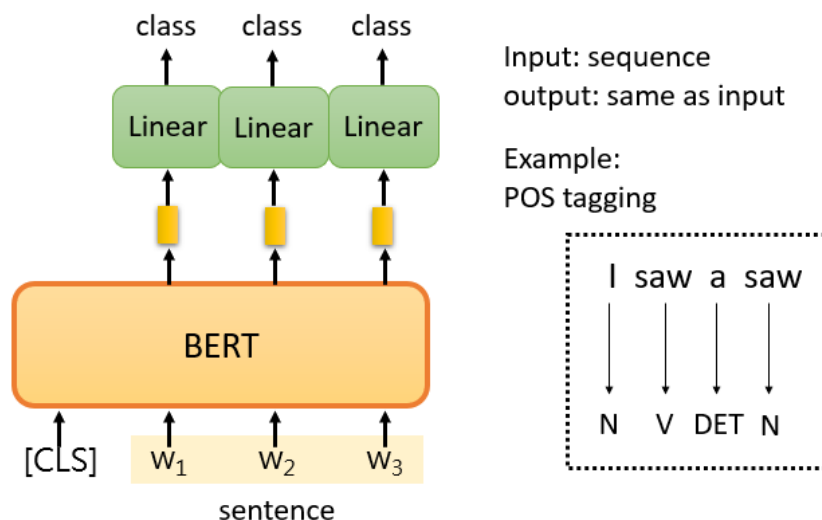 class class class
Linear Linear Linear
BERT
[CLS] w₁ w₂ w₃
sentence
Input: sequence
output: same as input
Example:
POS tagging
I saw a saw
N V DET N